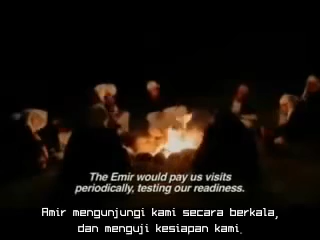 The Emir would pay us visits
periodically, testing our readiness.
Amir mengunjungi kami secara berkala,
dan menguji kesiapan kami.